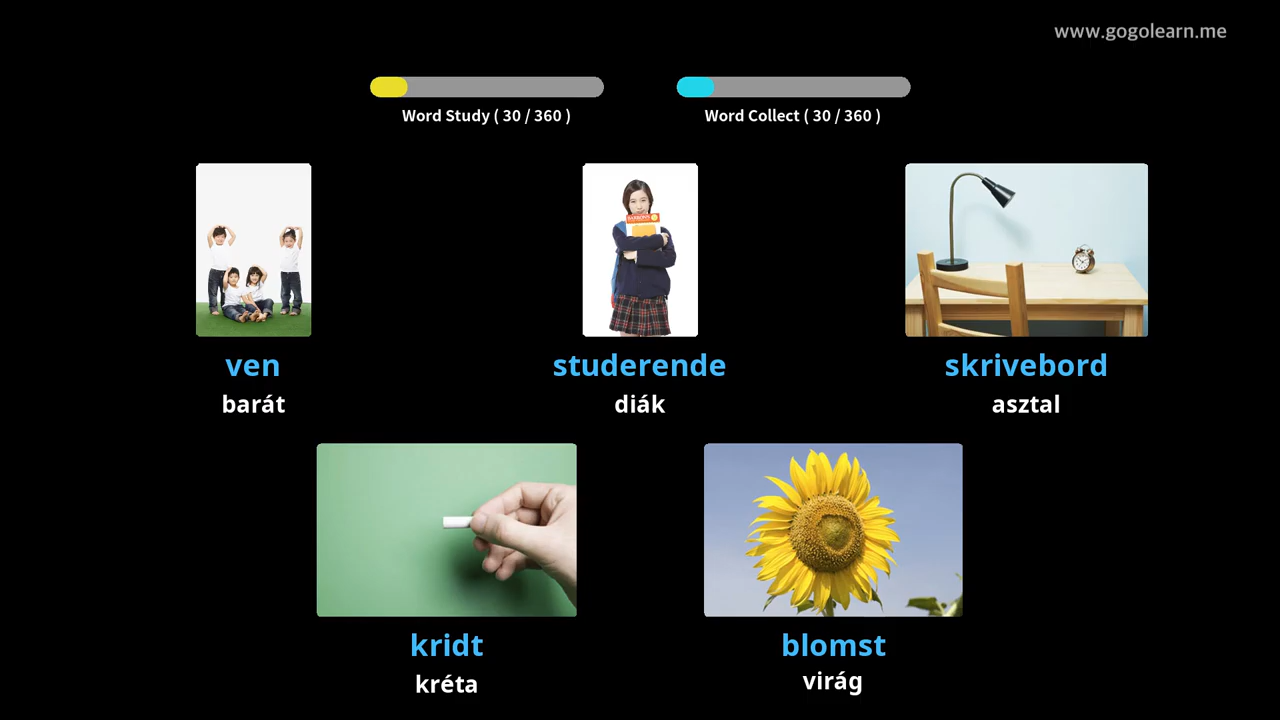 www.gogolearn.me
Word Study ( 30 / 360 )
Word Collect ( 30 / 360 )
ven
barát
studerende
diák
skrivebord
asztal
kridt
kréta
blomst
virág